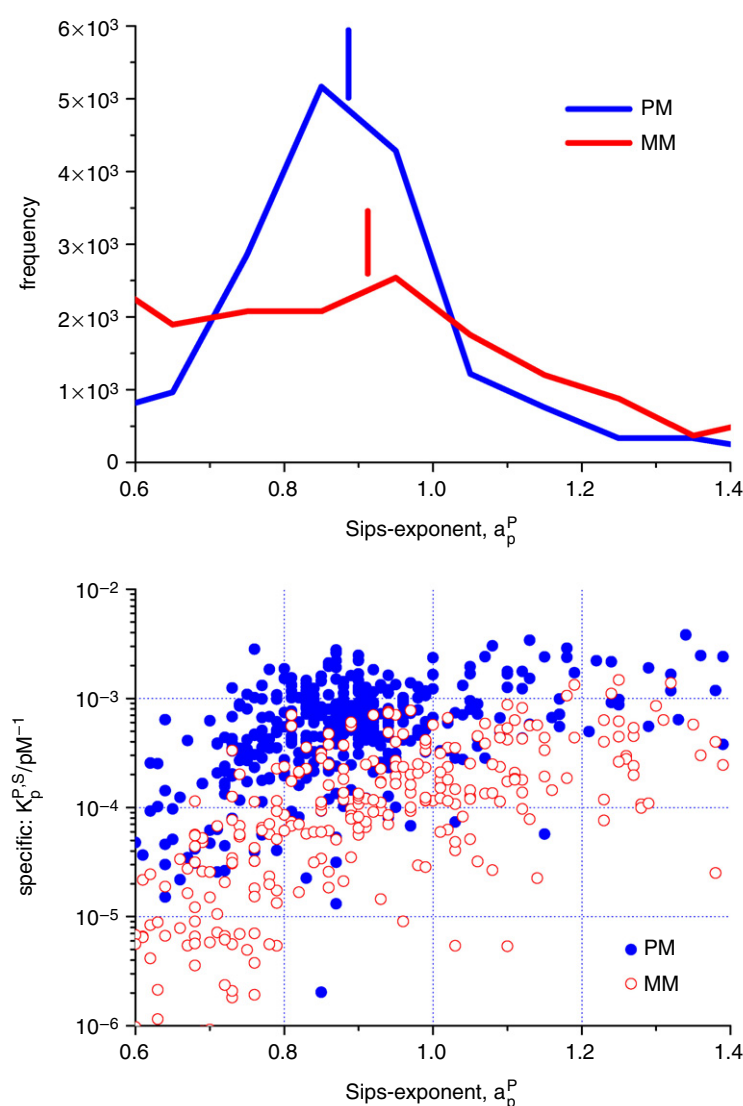 6×10³
5×10³
4×10³
3×10³
2×10³
1×10³
0
frequency
PM
MM
0.6 0.8 1.0 1.2 1.4
Sips-exponent, aₚᴾ
10⁻²
10⁻³
10⁻⁴
10⁻⁵
10⁻⁶
specific: Kₚᴾ,ˢ/pM⁻¹
PM
MM
0.6 0.8 1.0 1.2 1.4
Sips-exponent, aₚᴾ